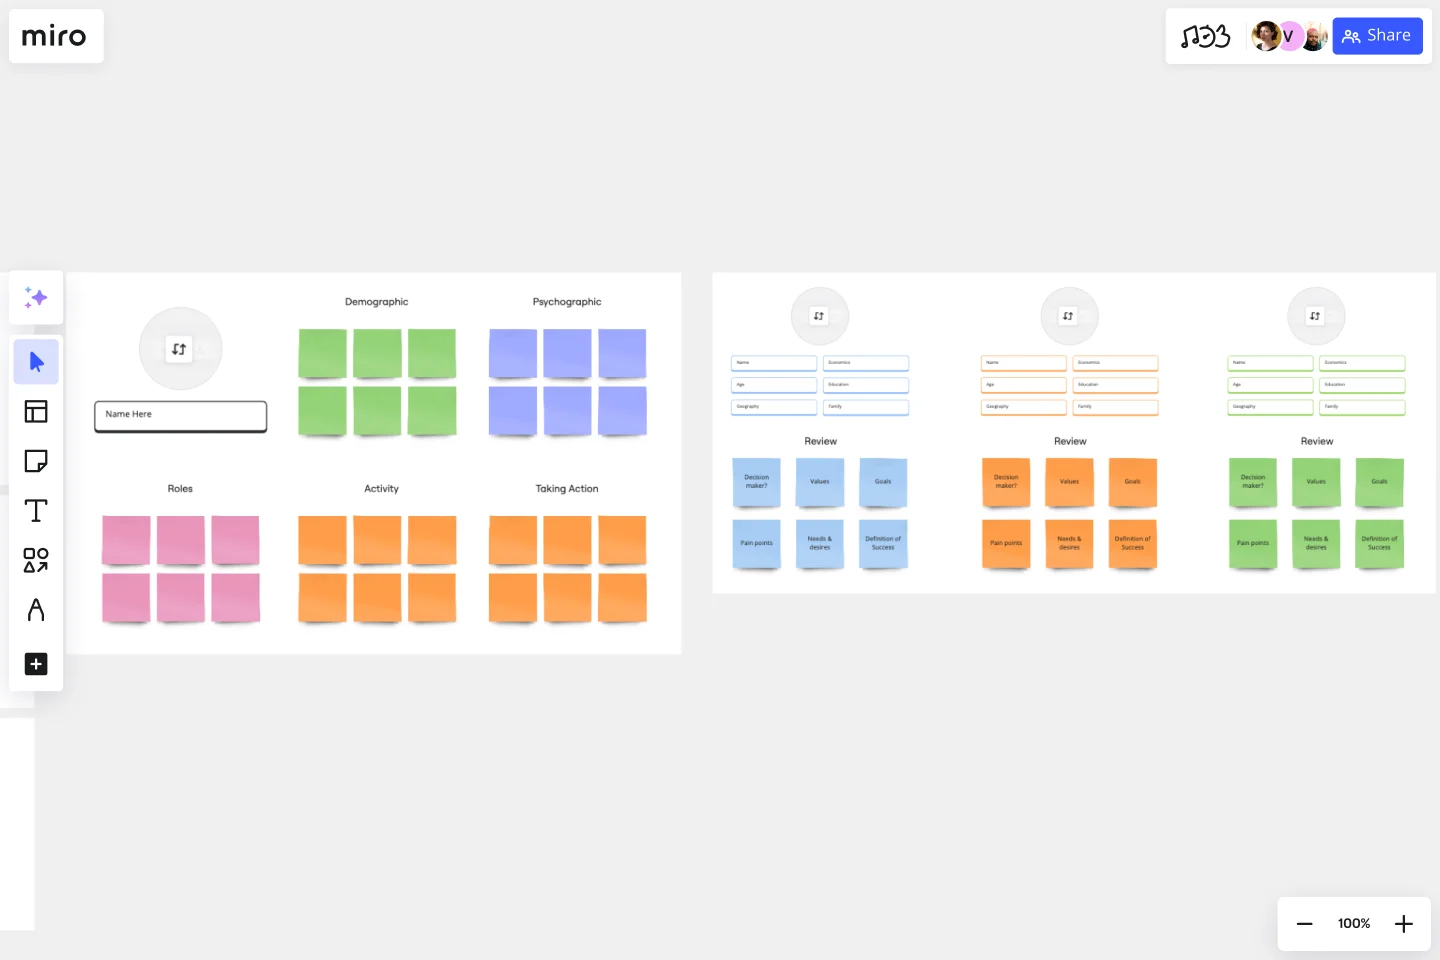 miro
V
Share
Demographic
Psychographic
Name Here
Roles
Activity
Taking Action
Name
Economics
Age
Education
Geography
Family
Review
Decision maker?
Values
Goals
Pain points
Needs & desires
Definition of Success
Name
Economics
Age
Education
Geography
Family
Review
Decision maker?
Values
Goals
Pain points
Needs & desires
Definition of Success
Name
Economics
Age
Education
Geography
Family
Review
Decision maker?
Values
Goals
Pain points
Needs & desires
Definition of Success
100%